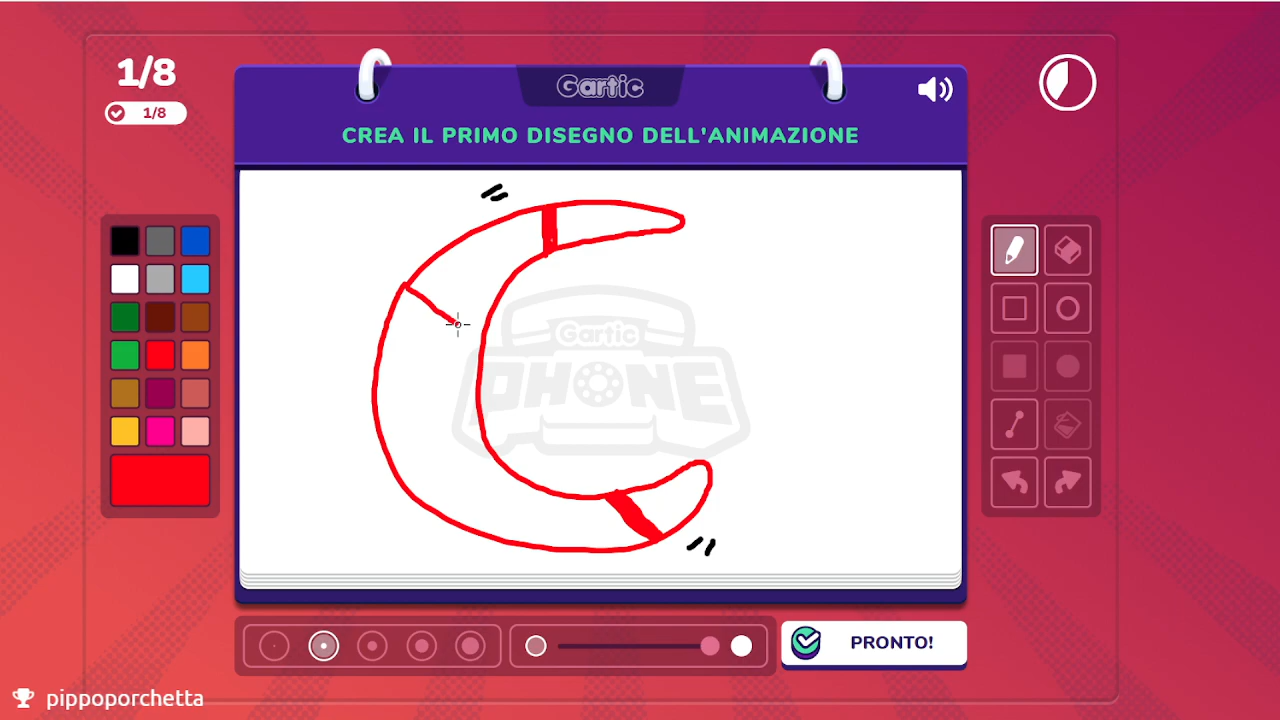 1/8
1/8
Gartic
CREA IL PRIMO DISEGNO DELL'ANIMAZIONE
Gartic
PHONE
PRONTO!
pippoporchetta